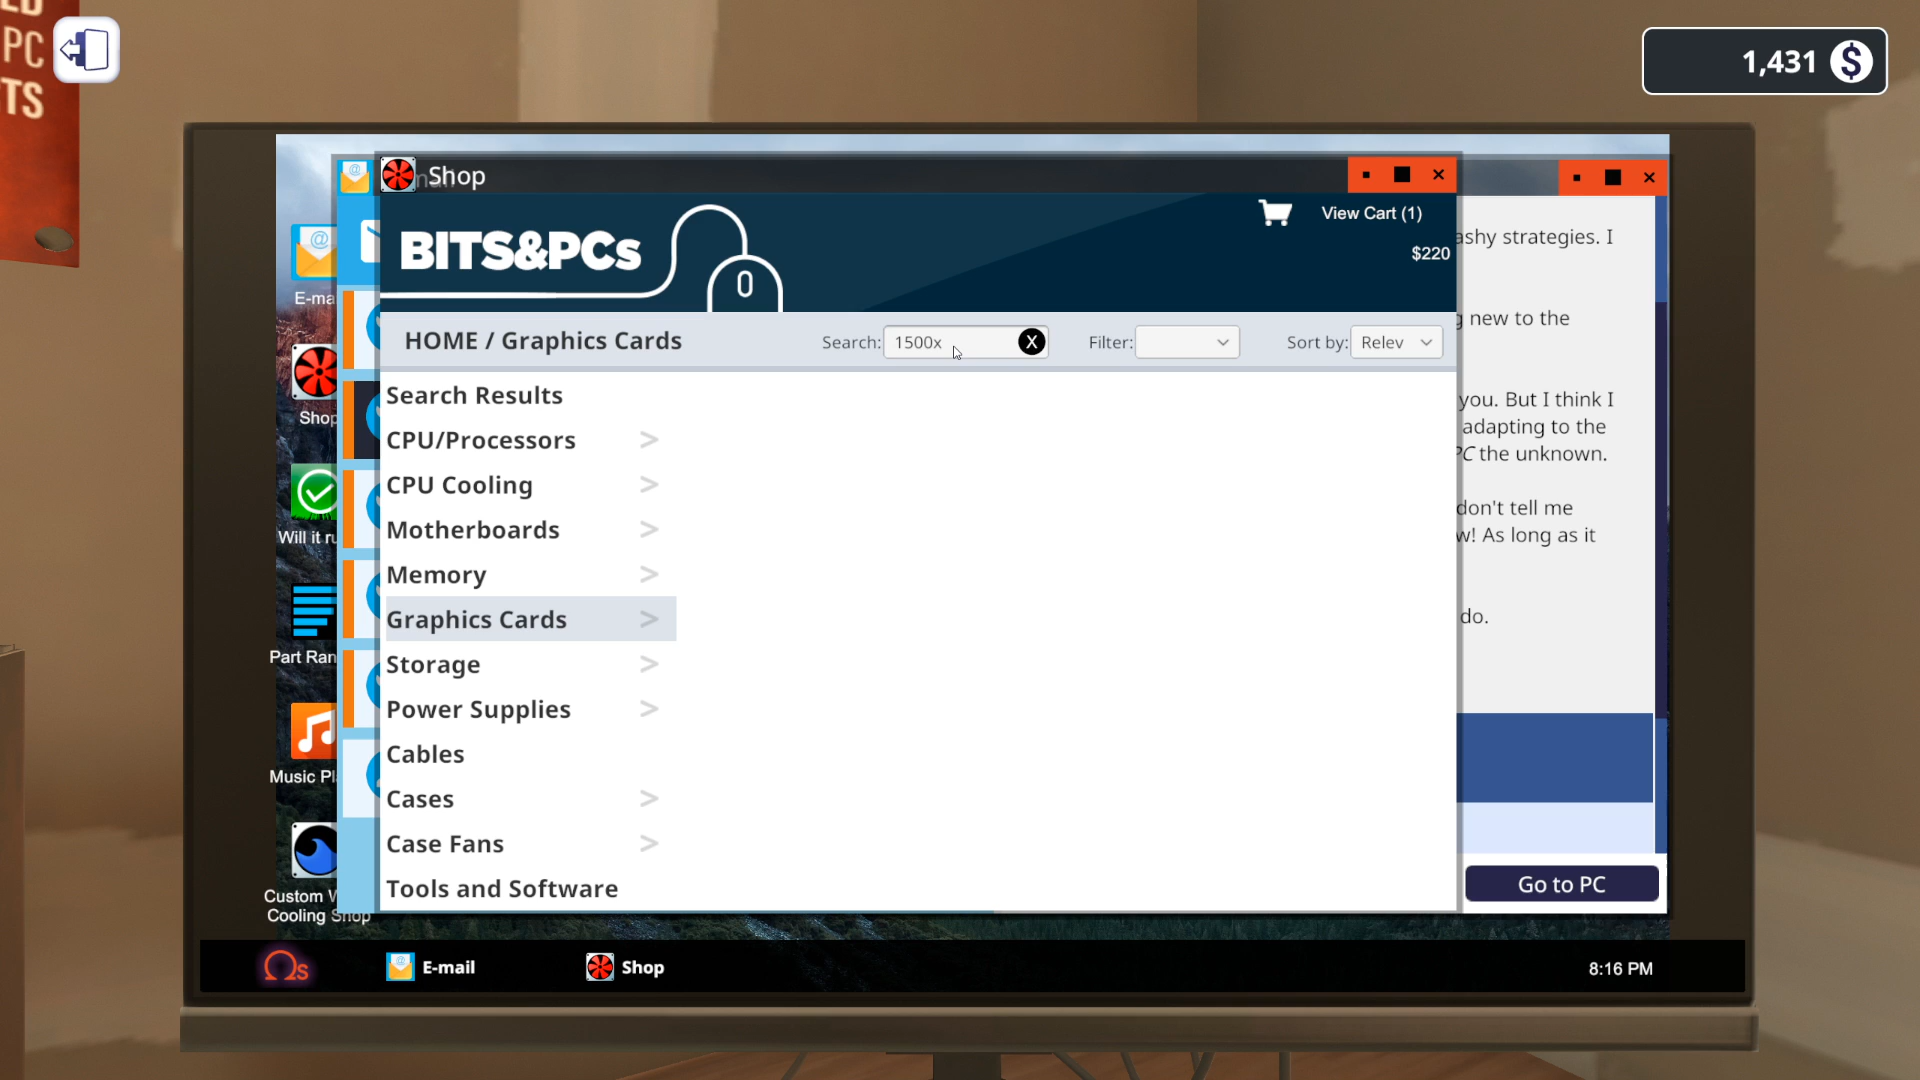 PC
TS
1,431
Shop
BITS&PCs
View Cart (1)
$220
HOME / Graphics Cards
Search: 1500x X
Filter:
Sort by: Relev
Search Results
CPU/Processors >
CPU Cooling >
Motherboards >
Memory >
Graphics Cards >
Storage >
Power Supplies >
Cables
Cases >
Case Fans >
Tools and Software
E-ma
Shop
Will it ru
Part Ran
Music Pl
Custom W
Cooling Shop
ashy strategies. I
g new to the
you. But I think I
adapting to the
PC the unknown.
don't tell me
w! As long as it
do.
Go to PC
Ωs
E-mail
Shop
8:16 PM